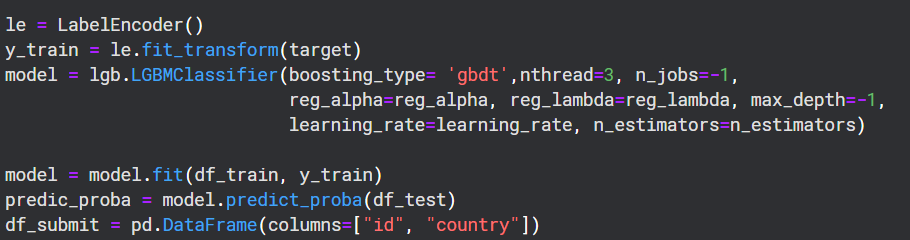 le = LabelEncoder()
y_train = le.fit_transform(target)
model = lgb.LGBMClassifier(boosting_type= 'gbdt',nthread=3, n_jobs=-1,
reg_alpha=reg_alpha, reg_lambda=reg_lambda, max_depth=-1,
learning_rate=learning_rate, n_estimators=n_estimators)
model = model.fit(df_train, y_train)
predic_proba = model.predict_proba(df_test)
df_submit = pd.DataFrame(columns=["id", "country"])